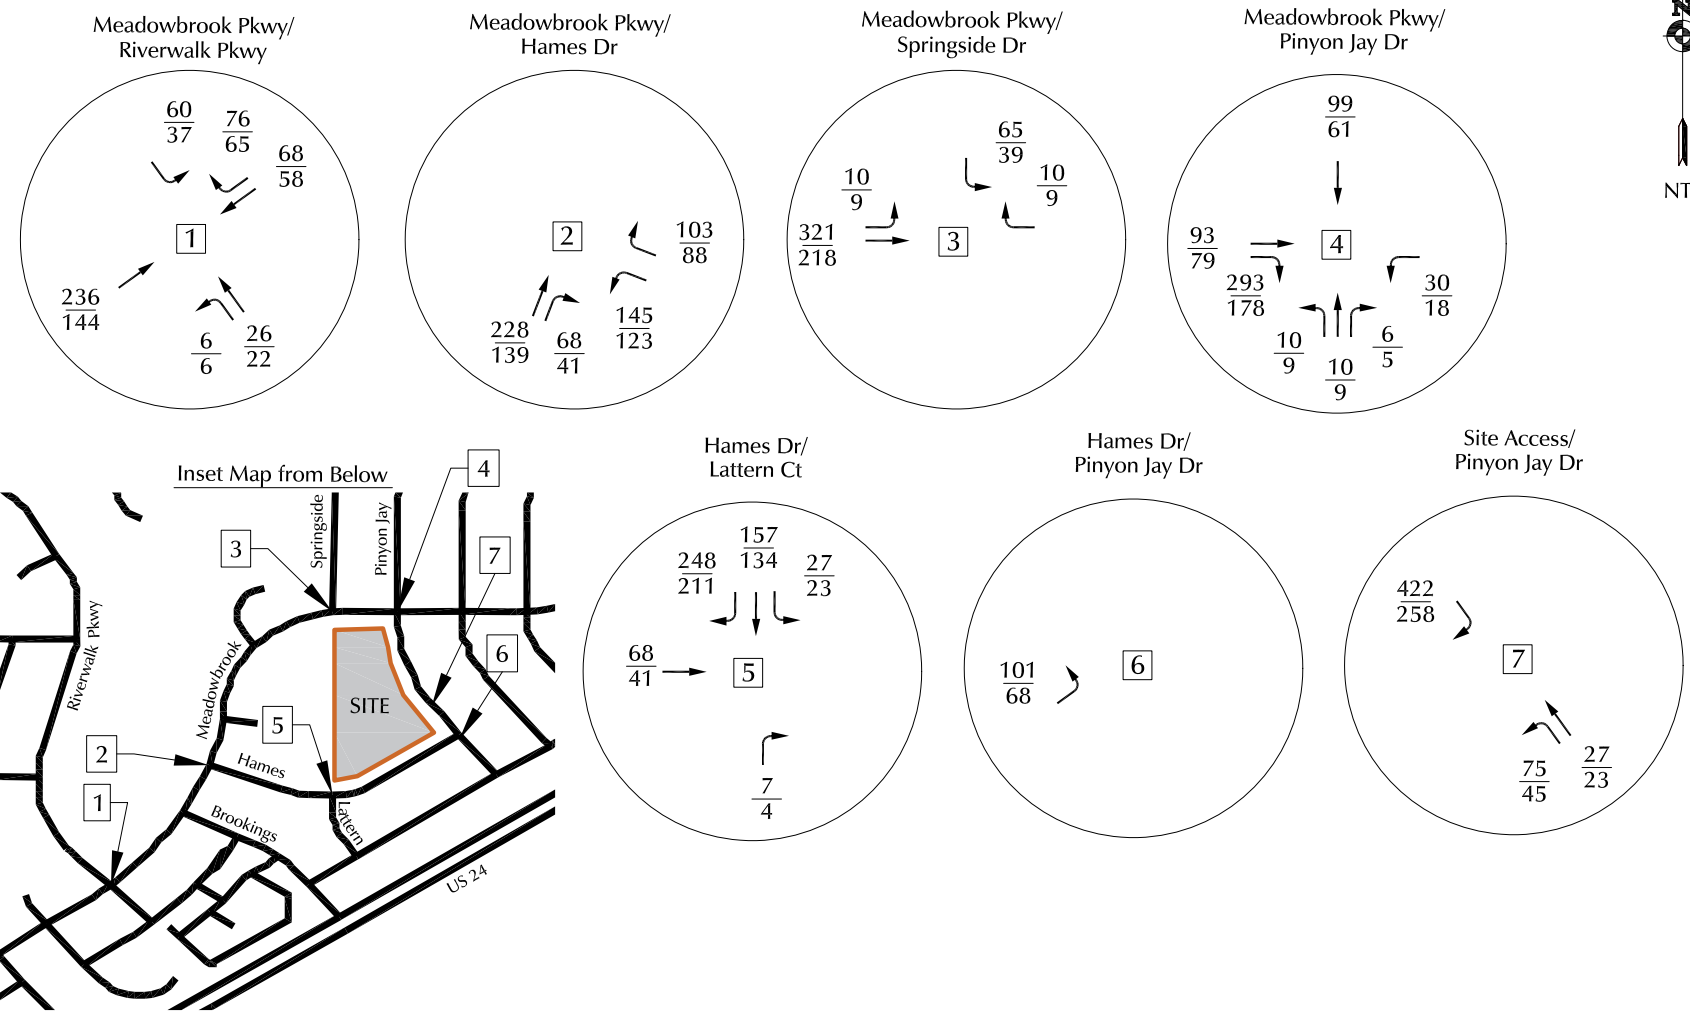 Meadowbrook Pkwy/
Riverwalk Pkwy
60
37
76
65
68
58
1
236
144
6
6
26
22
Meadowbrook Pkwy/
Hames Dr
2
103
88
228
139
68
41
145
123
Meadowbrook Pkwy/
Springside Dr
65
39
10
9
10
9
321
218
3
Meadowbrook Pkwy/
Pinyon Jay Dr
99
61
93
79
4
293
178
30
18
10
9
10
9
6
5
N
NT
Inset Map from Below
Springside
Pinyon Jay
4
3
7
6
Riverwalk Pkwy
Meadowbrook
SITE
5
2
Hames
1
Brookings
Lattern
US 24
Hames Dr/
Lattern Ct
248
211
157
134
27
23
68
41
5
7
4
Hames Dr/
Pinyon Jay Dr
101
68
6
Site Access/
Pinyon Jay Dr
422
258
7
75
45
27
23